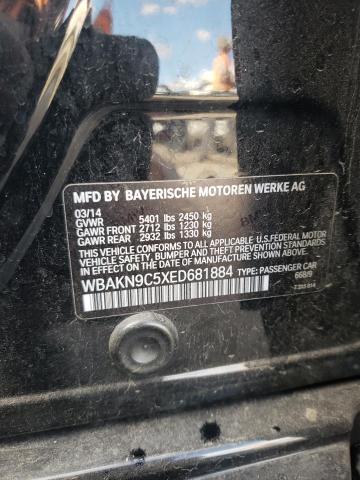 MFD BY BAYERISCHE MOTOREN WERKE AG
03/14
GVWR 5401 lbs 2450 kg
GAWR FRONT 2712 lbs 1230 kg
GAWR REAR 2932 lbs 1330 kg
THIS VEHICLE CONFORMS TO ALL APPLICABLE U.S. FEDERAL MOTOR
VEHICLE SAFETY, BUMPER, AND THEFT PREVENTION STANDARDS
IN EFFECT ON THE DATE OF MANUFACTURE SHOWN ABOVE.
WBAKN9C5XED681884 TYPE: PASSENGER CAR
668/9